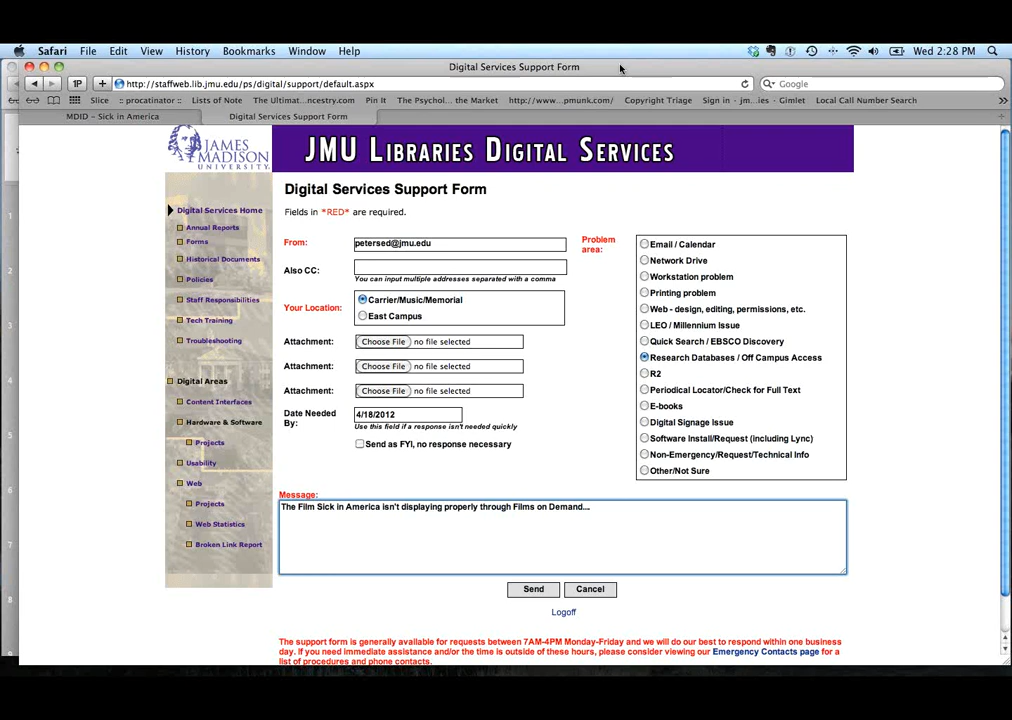 Safari File Edit View History Bookmarks Window Help Wed 2:28 PM
Digital Services Support Form
1P http://staffweb.lib.jmu.edu/ps/digital/support/default.aspx Google
Slice :: procatinator :: Lists of Note The Ultimat...ncestry.com Pin It The Psychol... the Market http://www...pmunk.com/ Copyright Triage Sign in - jm...ies - Gimlet Local Call Number Search
MDID – Sick in America Digital Services Support Form
JAMES MADISON UNIVERSITY.
JMU Libraries Digital Services
Digital Services Home
Annual Reports
Forms
Historical Documents
Policies
Staff Responsibilities
Tech Training
Troubleshooting
Digital Areas
Content Interfaces
Hardware & Software
Projects
Usability
Web
Projects
Web Statistics
Broken Link Report
Digital Services Support Form
Fields in *RED* are required.
From: petersed@jmu.edu
Also CC:
You can input multiple addresses separated with a comma
Your Location: Carrier/Music/Memorial
East Campus
Attachment: Choose File no file selected
Attachment: Choose File no file selected
Attachment: Choose File no file selected
Date Needed By: 4/18/2012
Use this field if a response isn't needed quickly
Send as FYI, no response necessary
Problem area:
Email / Calendar
Network Drive
Workstation problem
Printing problem
Web - design, editing, permissions, etc.
LEO / Millennium Issue
Quick Search / EBSCO Discovery
Research Databases / Off Campus Access
R2
Periodical Locator/Check for Full Text
E-books
Digital Signage Issue
Software Install/Request (including Lync)
Non-Emergency/Request/Technical Info
Other/Not Sure
Message:
The Film Sick in America isn't displaying properly through Films on Demand...
Send Cancel
Logoff
The support form is generally available for requests between 7AM-4PM Monday-Friday and we will do our best to respond within one business
day. If you need immediate assistance and/or the time is outside of these hours, please consider viewing our Emergency Contacts page for a
list of procedures and phone contacts.
1
2
3
4
5
6
7
8